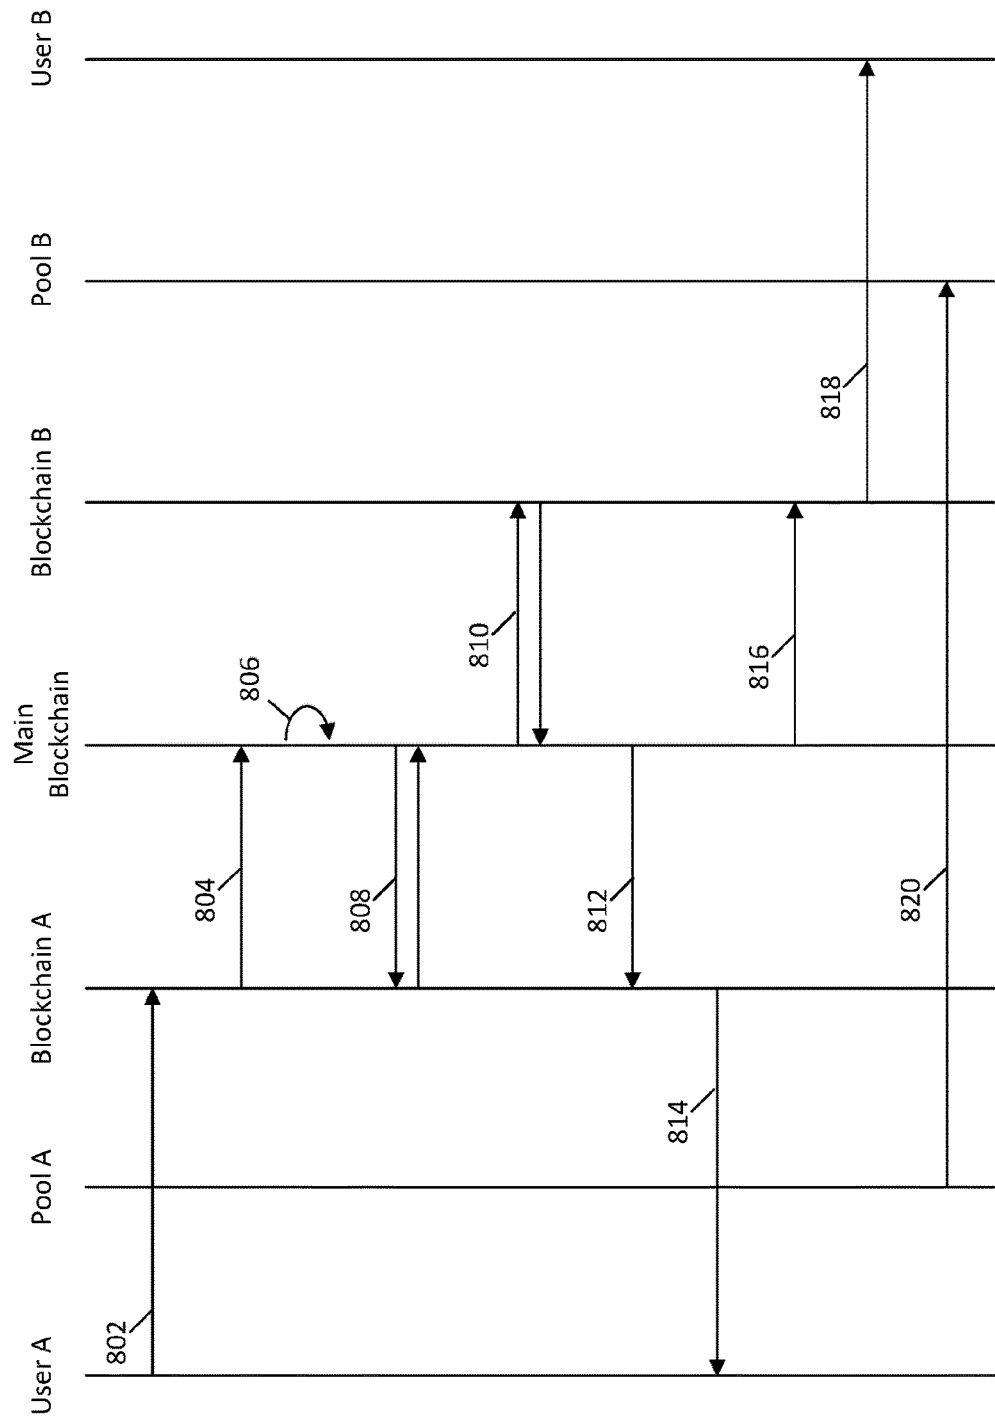 User A
Pool A
Blockchain A
Main
Blockchain
Blockchain B
Pool B
User B
802
804
806
808
810
812
814
816
818
820